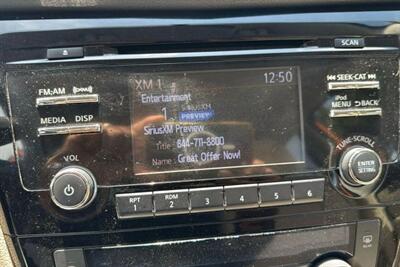 SCAN
XM 1
12:50
Entertainment
1
SIRIUSXM
PREVIEW
SiriusXM Preview
Title : 844-711-8800
Name : Great Offer Now!
FM·AM
MEDIA DISP
VOL
SEEK·CAT
iPod
MENU BACK
TUNE·SCROLL
ENTER
RPT
1
RDM
2
3
4
5
6